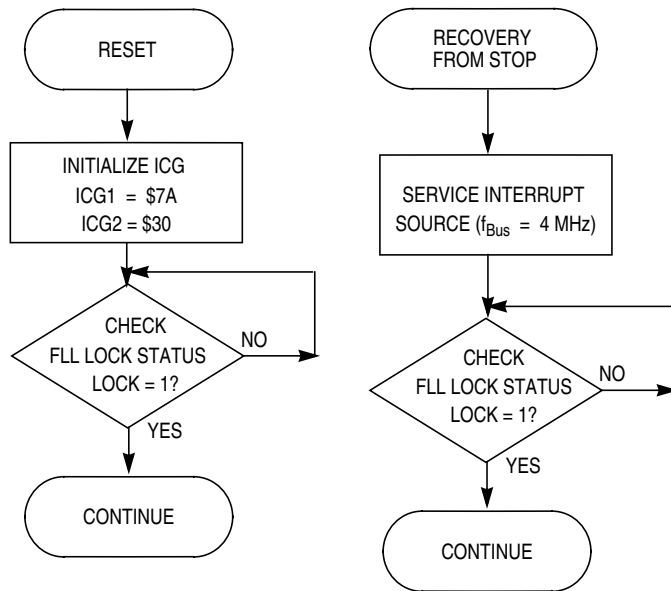 RESET
INITIALIZE ICG
ICG1 = $7A
ICG2 = $30
CHECK
FLL LOCK STATUS
LOCK = 1?
NO
YES
CONTINUE
RECOVERY
FROM STOP
SERVICE INTERRUPT
SOURCE (fBus = 4 MHz)
CHECK
FLL LOCK STATUS
LOCK = 1?
NO
YES
CONTINUE